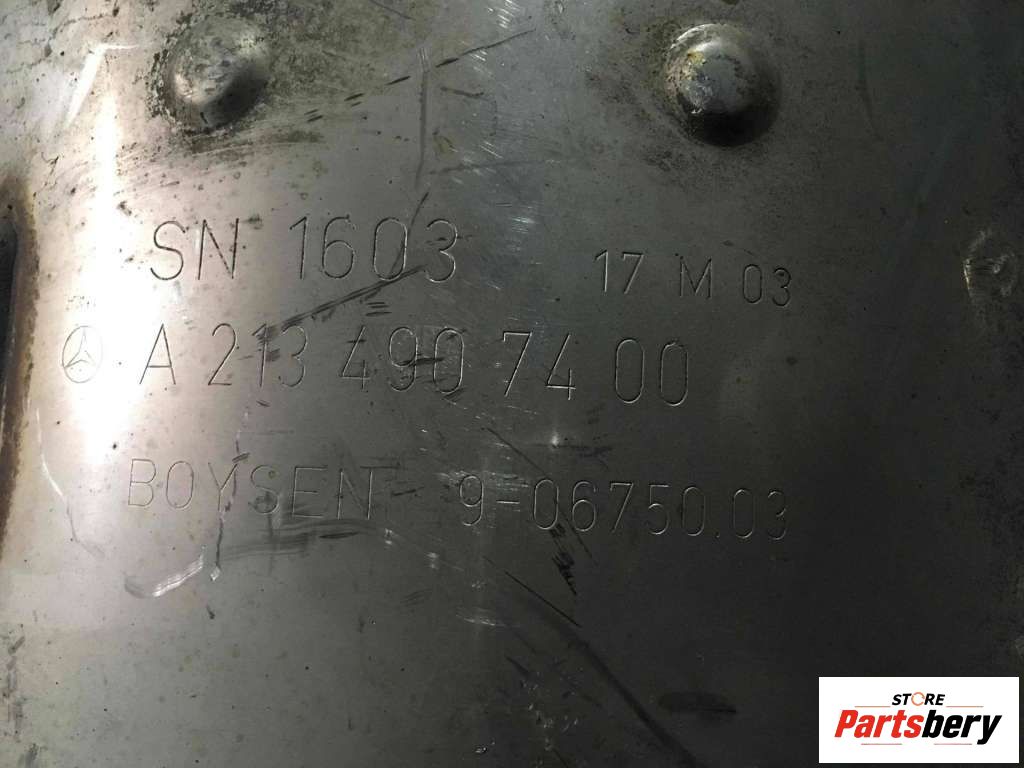 SN 1603 17 M 03
A 213 490 74 00
BOYSEN 9-06750.03
STORE
Partsbery